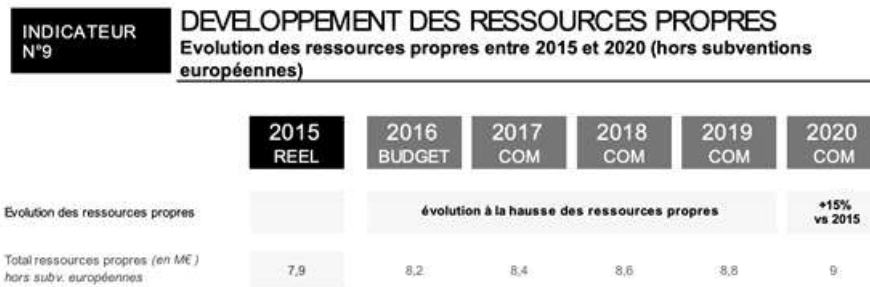 INDICATEUR
N°9
DEVELOPPEMENT DES RESSOURCES PROPRES
Evolution des ressources propres entre 2015 et 2020 (hors subventions
européennes)
2015 2016 2017 2018 2019 2020
REEL BUDGET COM COM COM COM
Evolution des ressources propres évolution à la hausse des ressources propres +15%
vs 2015
Total ressources propres (en M€)
hors subv. européennes
7,9 8,2 8,4 8,6 8,8 9